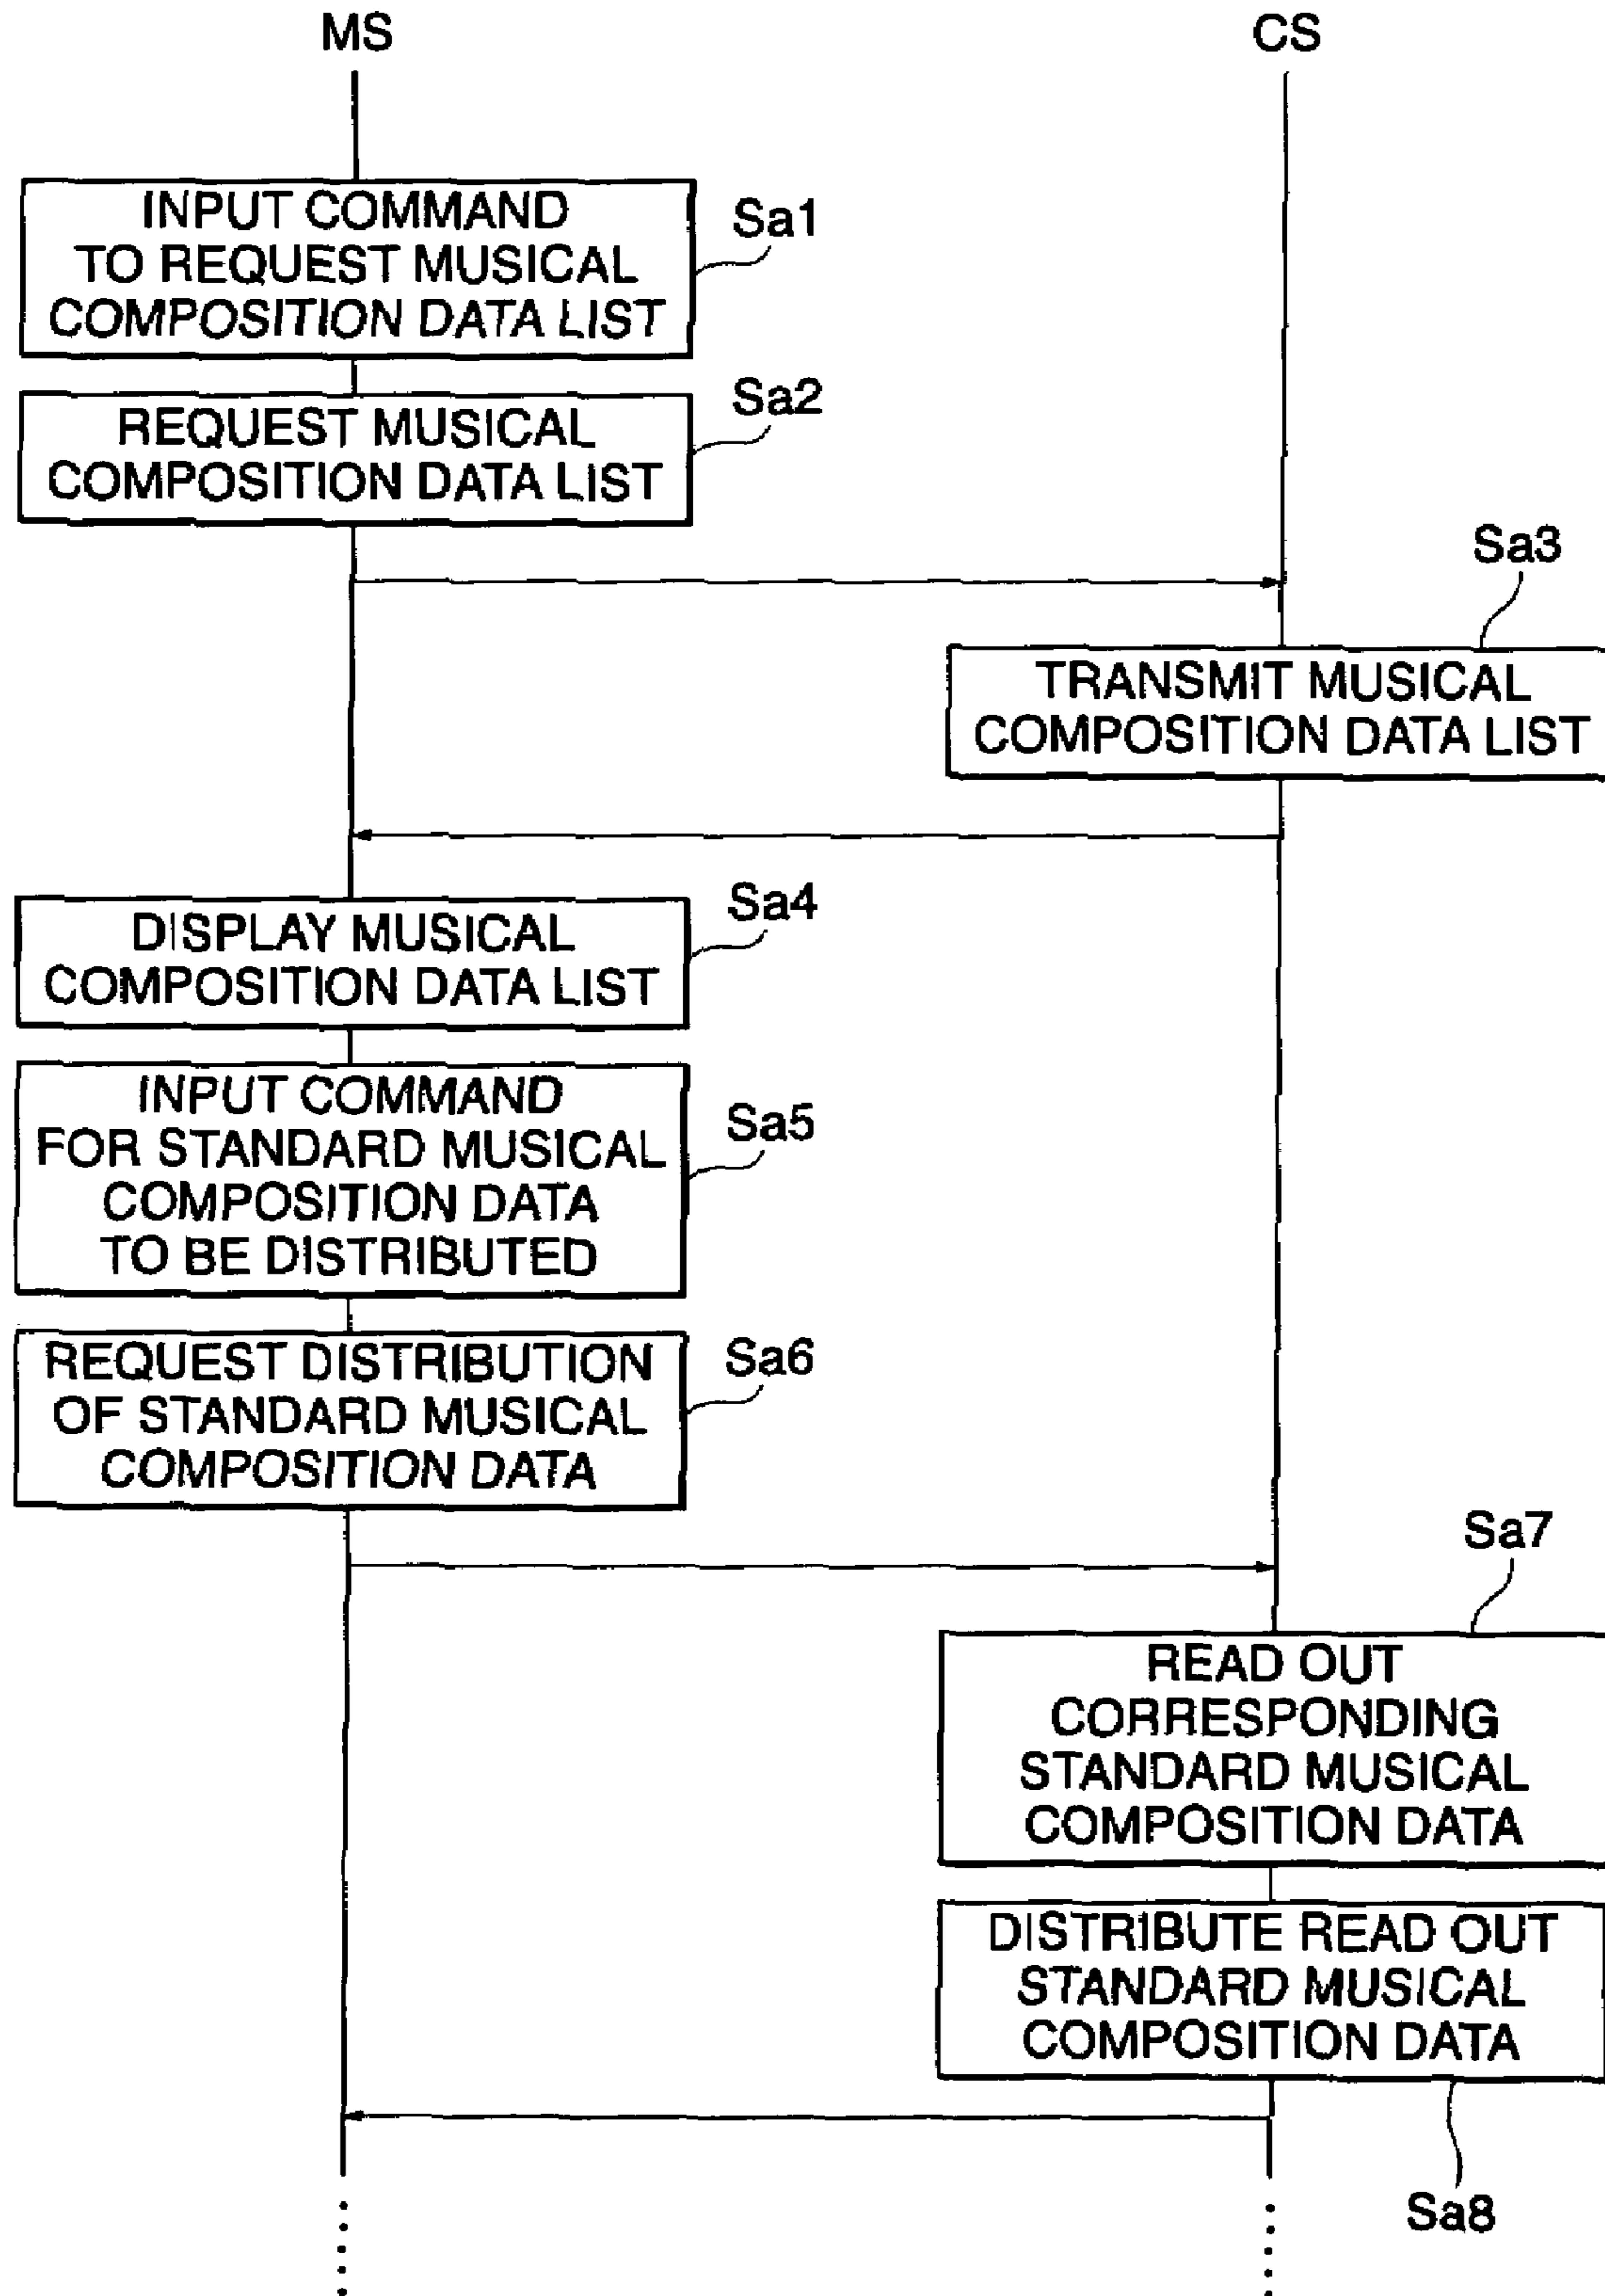 MS
CS
INPUT COMMAND
TO REQUEST MUSICAL
COMPOSITION DATA LIST
Sa1
REQUEST MUSICAL
COMPOSITION DATA LIST
Sa2
Sa3
TRANSMIT MUSICAL
COMPOSITION DATA LIST
DISPLAY MUSICAL
COMPOSITION DATA LIST
Sa4
INPUT COMMAND
FOR STANDARD MUSICAL
COMPOSITION DATA
TO BE DISTRIBUTED
Sa5
REQUEST DISTRIBUTION
OF STANDARD MUSICAL
COMPOSITION DATA
Sa6
Sa7
READ OUT
CORRESPONDING
STANDARD MUSICAL
COMPOSITION DATA
DISTRIBUTE READ OUT
STANDARD MUSICAL
COMPOSITION DATA
Sa8